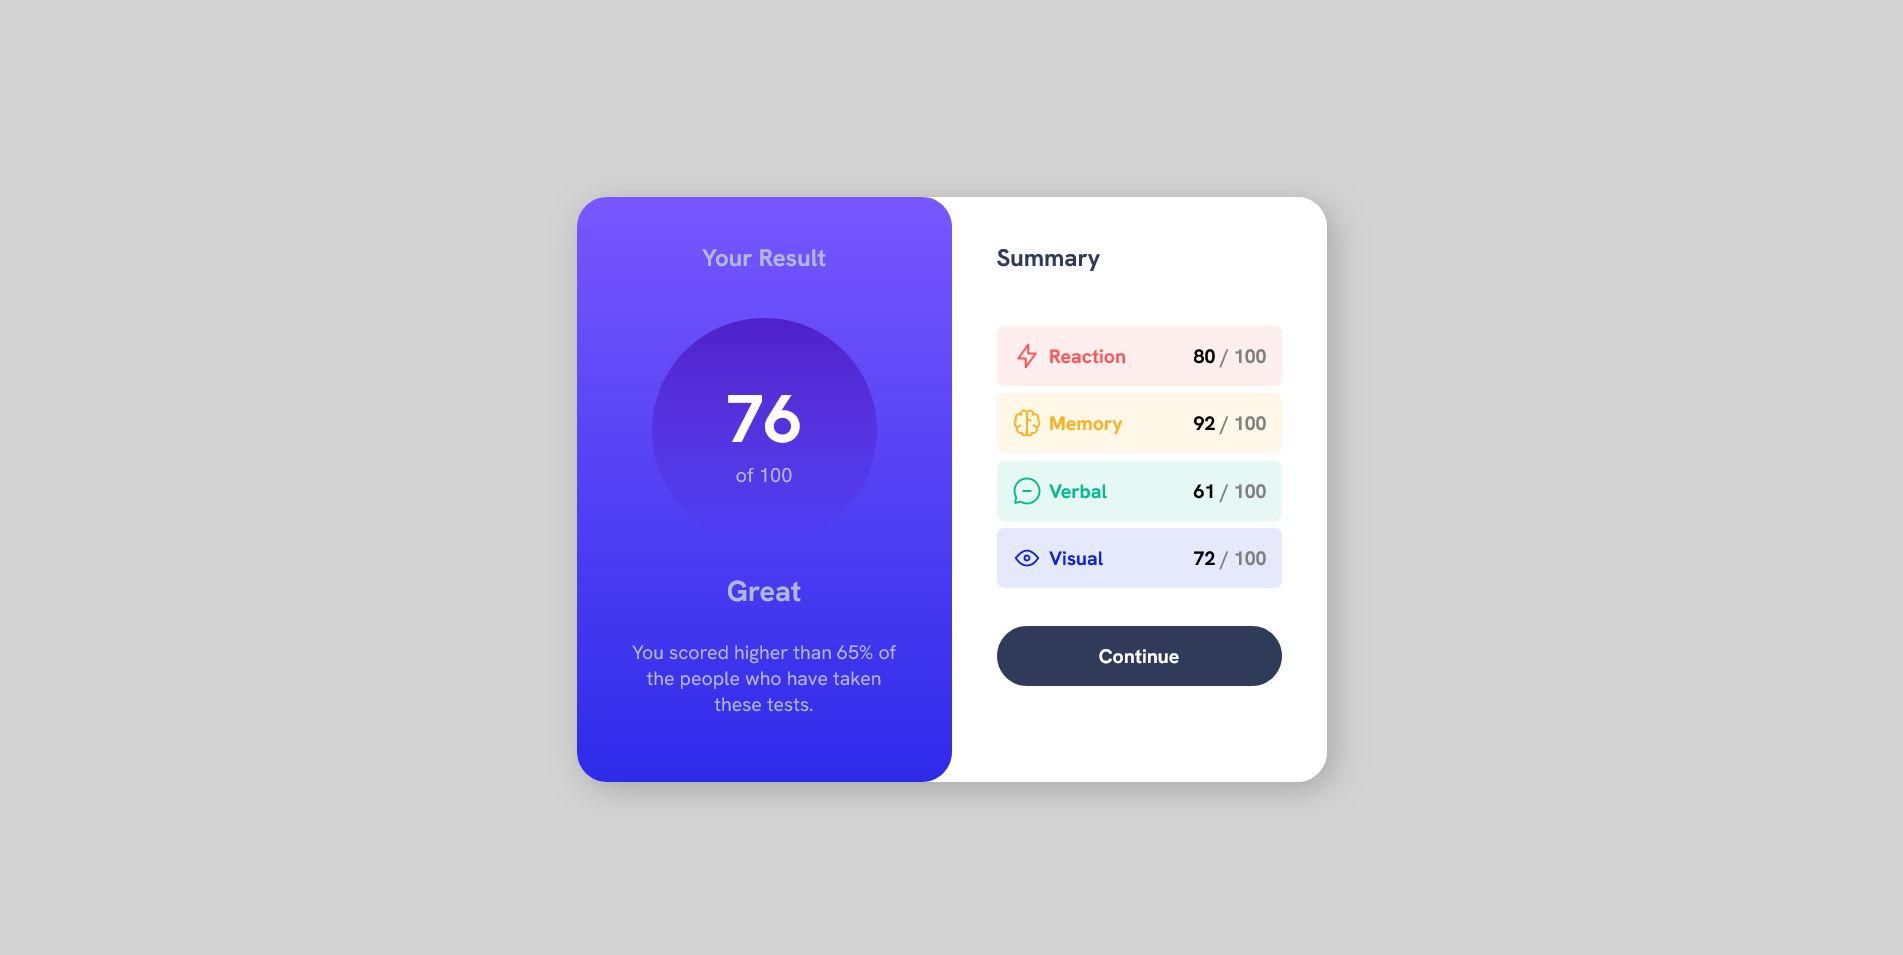 Your Result
76
of 100
Great
You scored higher than 65% of
the people who have taken
these tests.
Summary
Reaction 80 / 100
Memory 92 / 100
Verbal 61 / 100
Visual 72 / 100
Continue